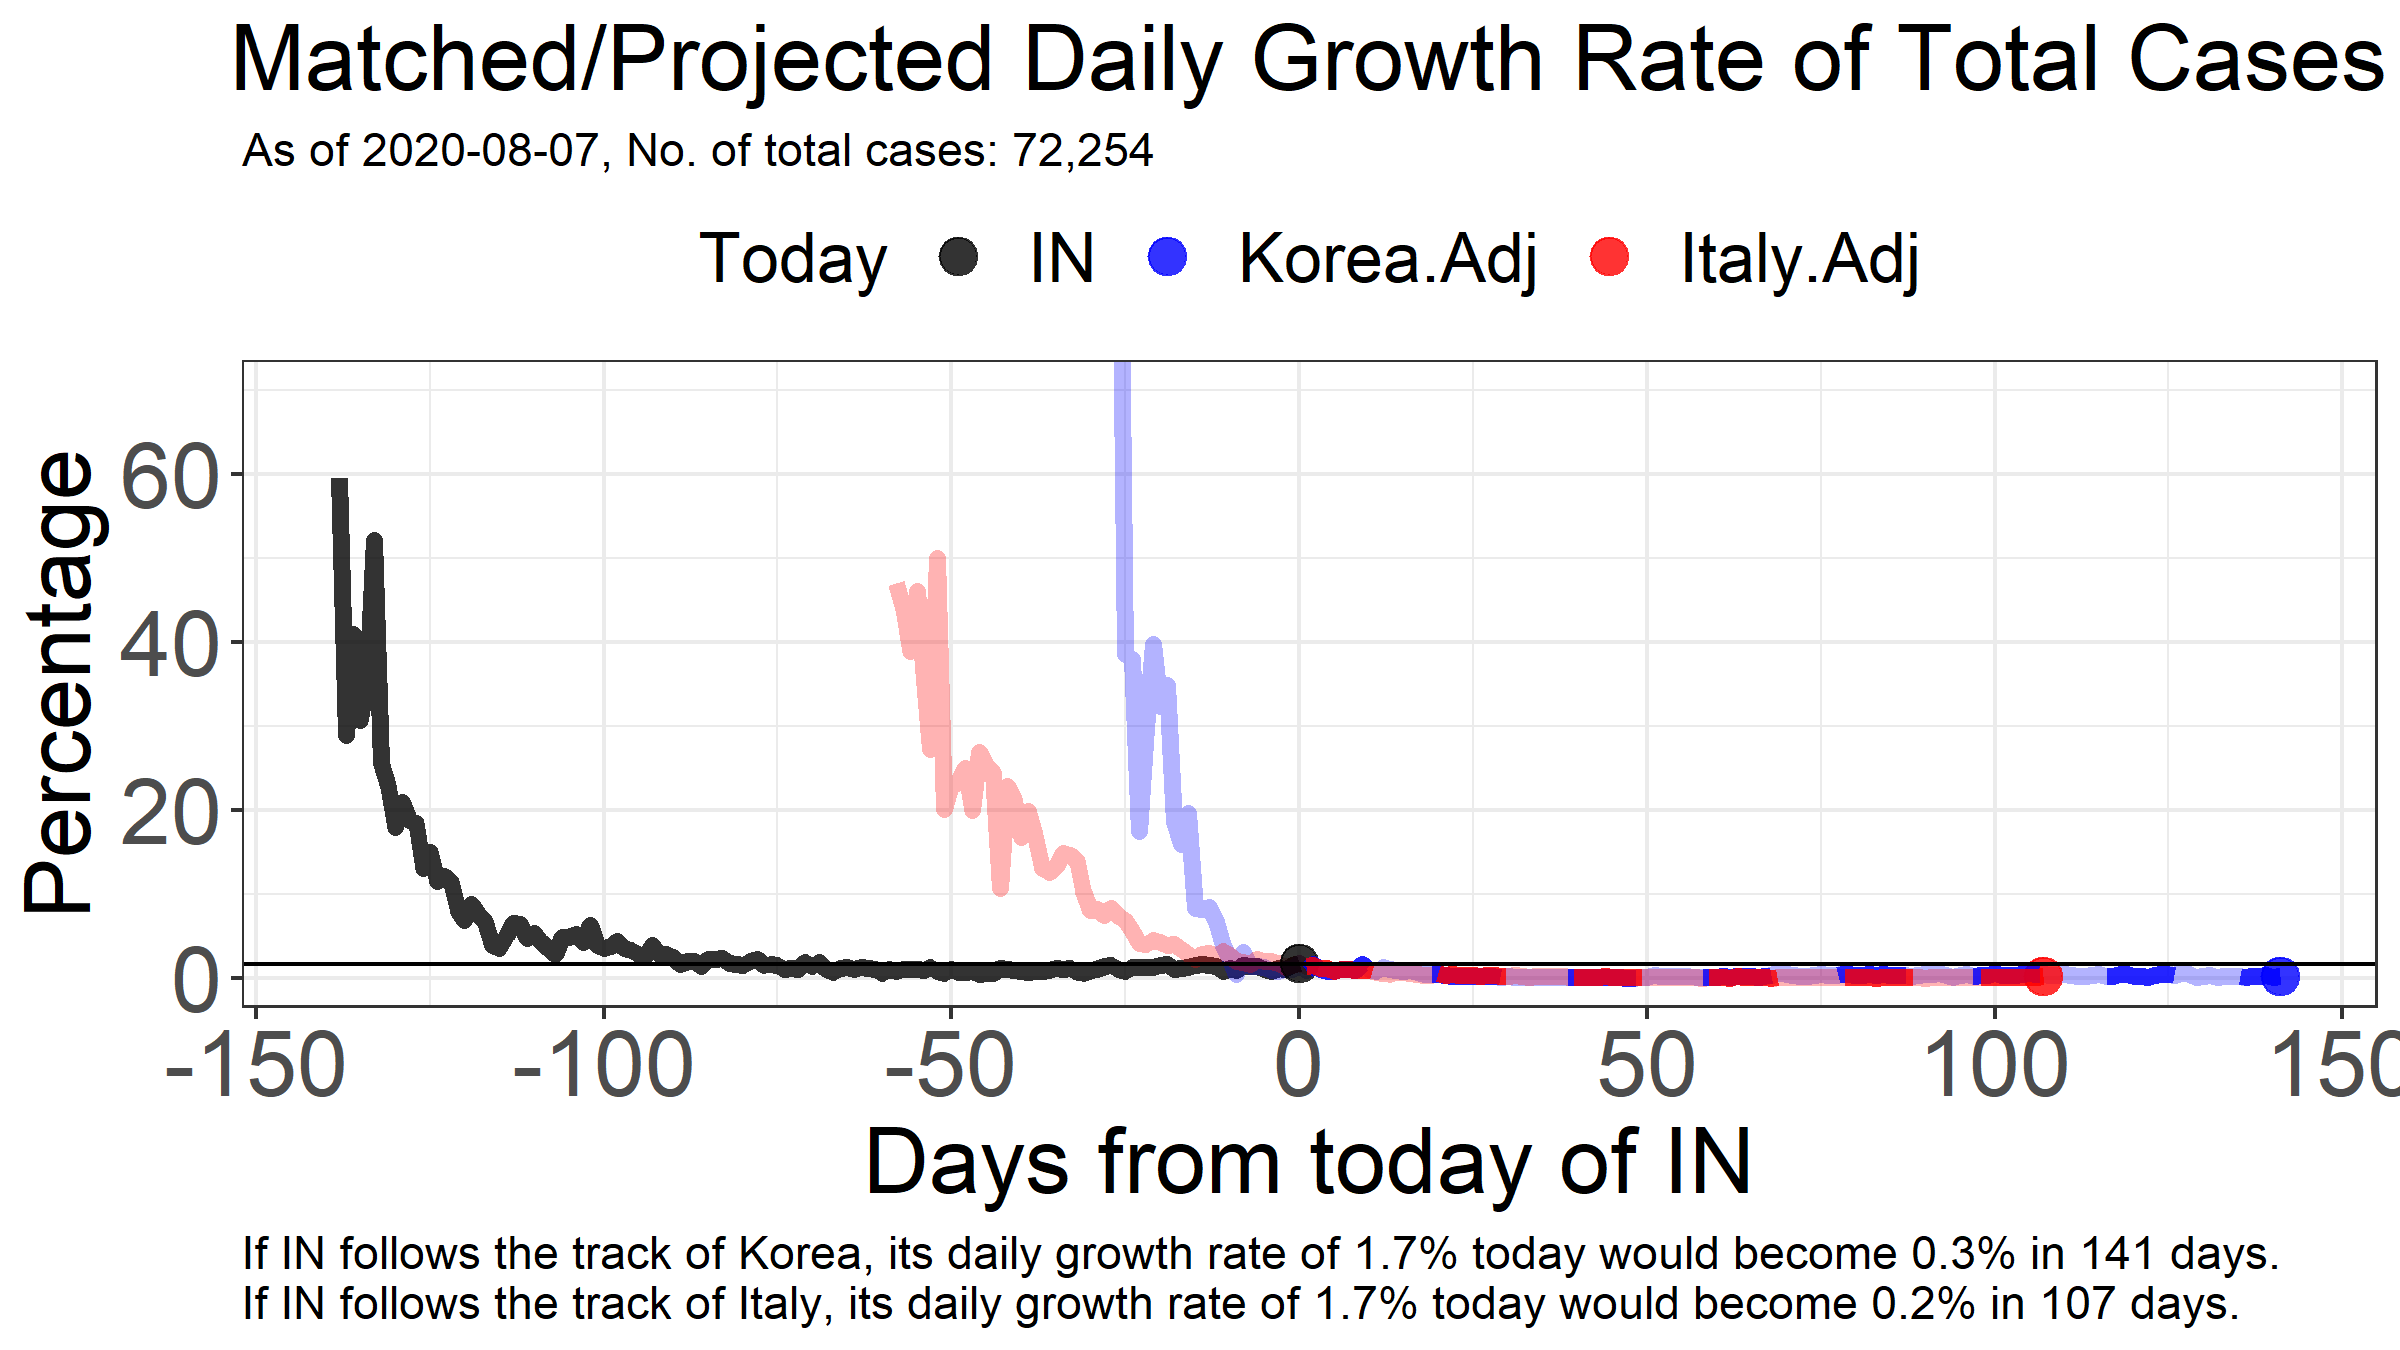 Matched/Projected Daily Growth Rate of Total Cases
As of 2020-08-07, No. of total cases: 72,254
Today IN Korea.Adj Italy.Adj
Percentage
60
40
20
0
-150 -100 -50 0 50 100 150
Days from today of IN
If IN follows the track of Korea, its daily growth rate of 1.7% today would become 0.3% in 141 days.
If IN follows the track of Italy, its daily growth rate of 1.7% today would become 0.2% in 107 days.